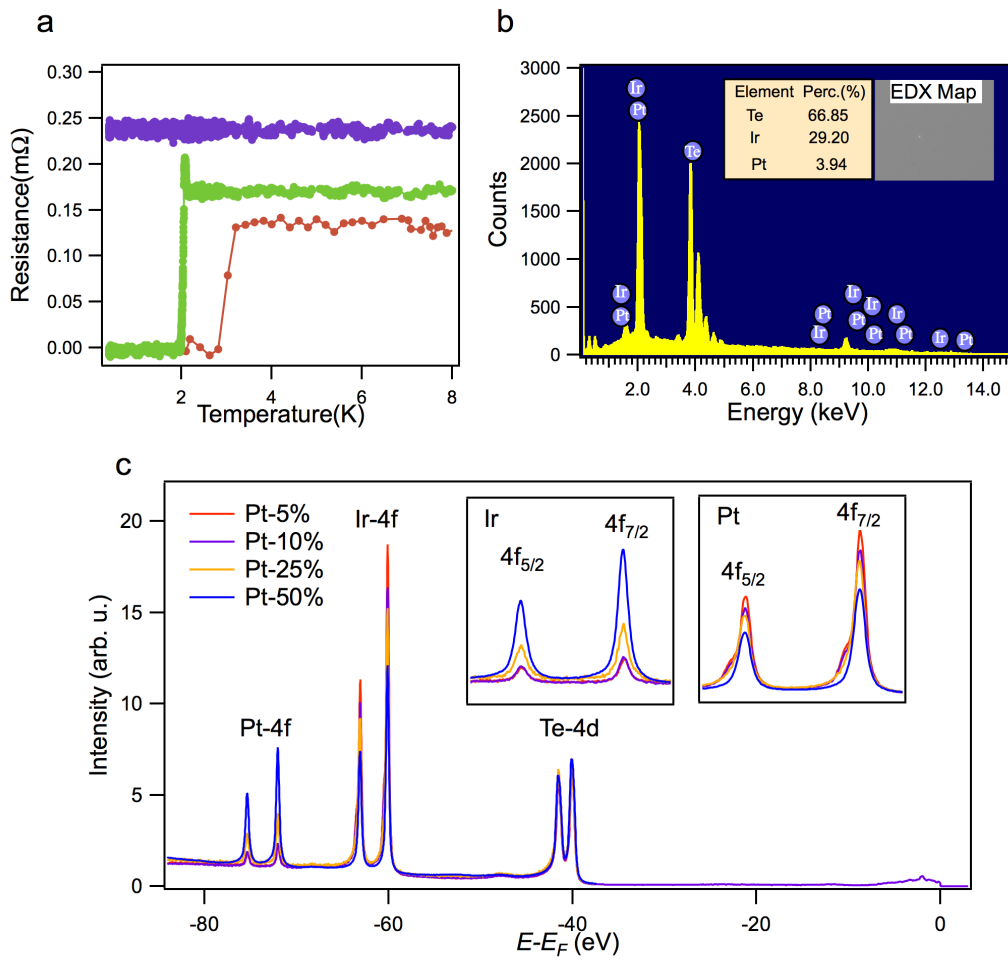 a
0.30
0.25
0.20
0.15
0.10
0.05
0.00
Resistance(mΩ)
2
4
6
8
Temperature(K)
b
3000
2500
2000
1500
1000
500
0
Counts
Ir
Pt
Te
Ir
Pt
Pt
Ir
Ir
Pt
Ir
Pt
Ir
Pt
Ir
Pt
Element Perc.(%)
Te 66.85
Ir 29.20
Pt 3.94
EDX Map
2.0 4.0 6.0 8.0 10.0 12.0 14.0
Energy (keV)
c
20
15
10
5
0
Intensity (arb. u.)
Pt-5%
Pt-10%
Pt-25%
Pt-50%
Pt-4f
Ir-4f
Te-4d
Ir
4f5/2
4f7/2
Pt
4f5/2
4f7/2
-80 -60 -40 -20 0
E-EF (eV)